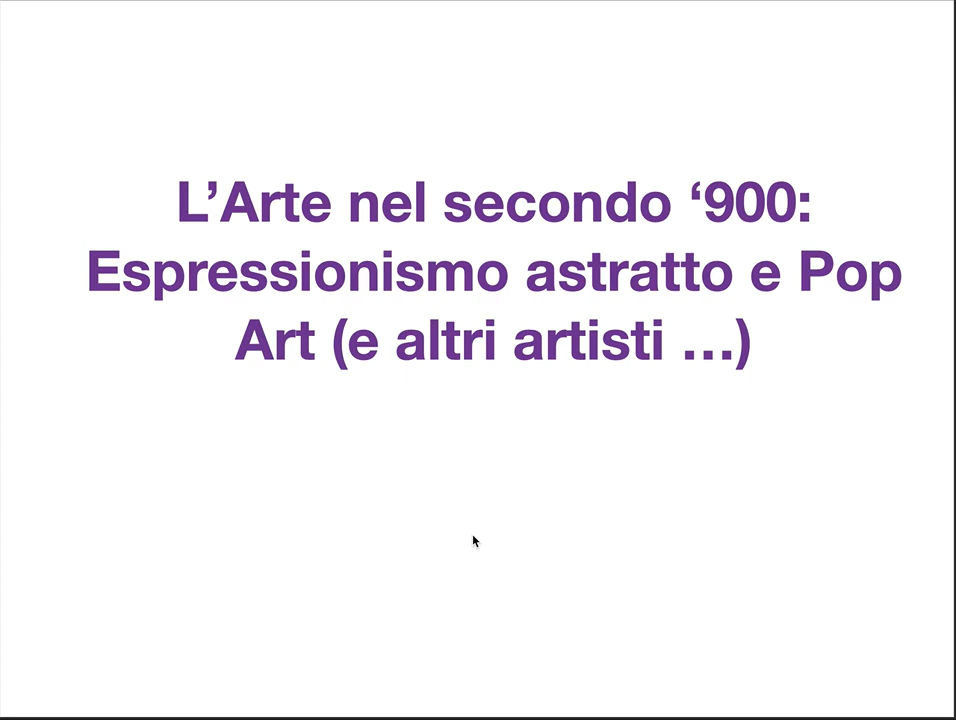 L’Arte nel secondo ‘900:
Espressionismo astratto e Pop
Art (e altri artisti …)